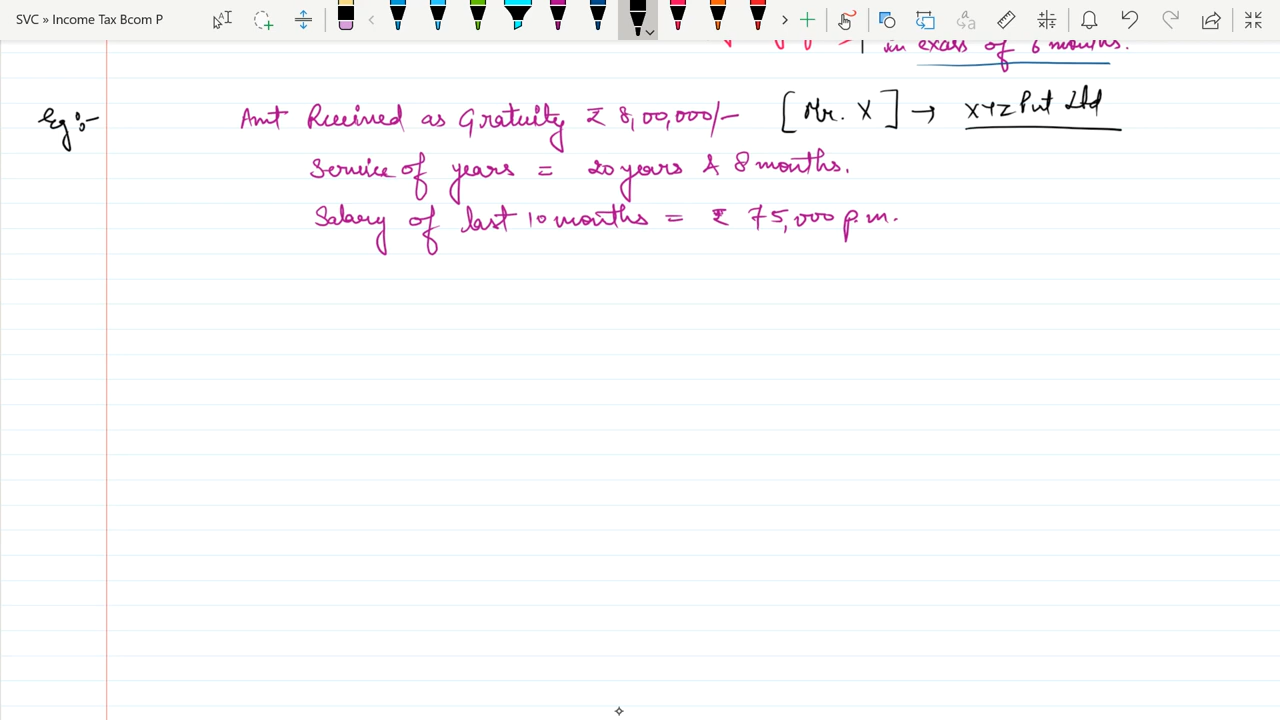 SVC » Income Tax Bcom P
in excess of 6 months.
Eg :- Amt Received as Gratuity ₹ 8,00,000/- [Mr. X] → XYZ Pvt Ltd
Service of years = 20 years & 8 months.
Salary of last 10 months = ₹ 75,000 p.m.